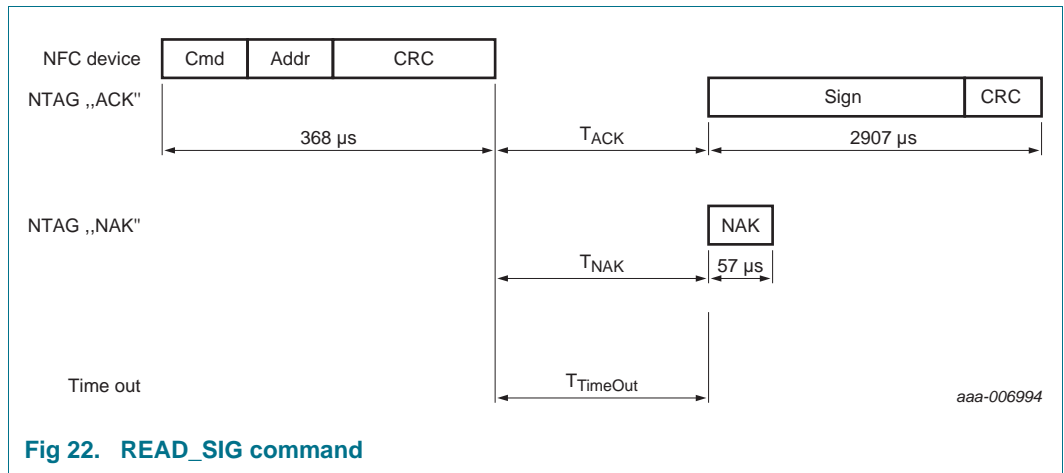 NFC device Cmd Addr CRC
NTAG ,,ACK" Sign CRC
368 µs TACK 2907 µs
NTAG ,,NAK" NAK
TNAK 57 µs
Time out TTimeOut aaa-006994
Fig 22. READ_SIG command